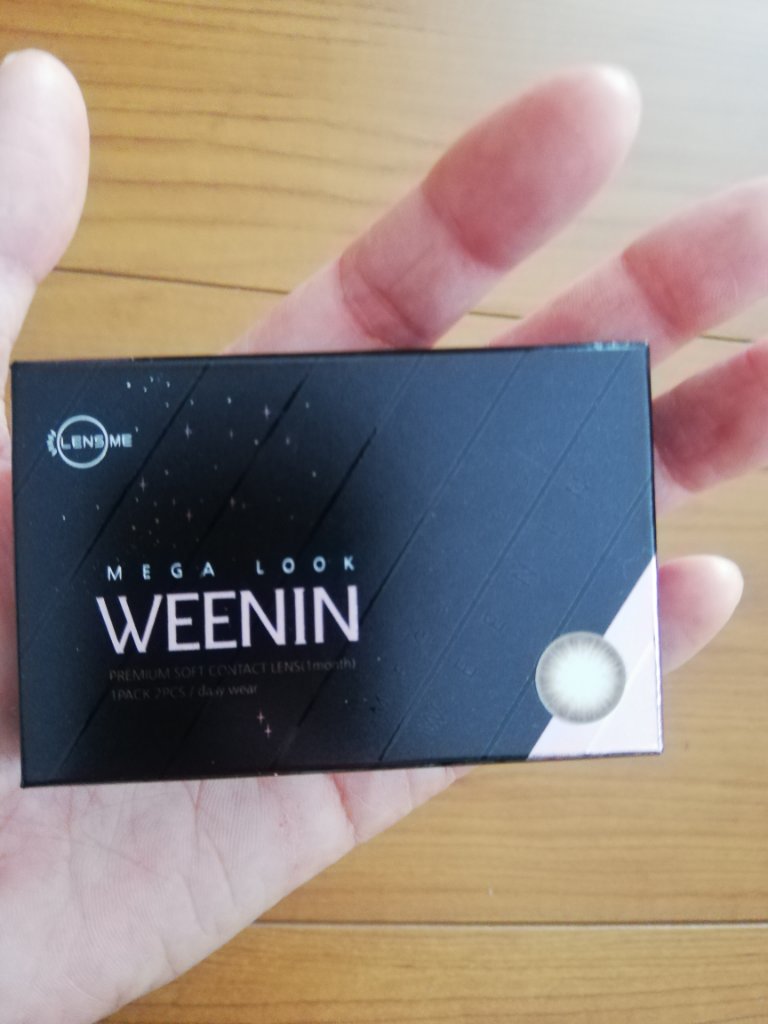 LENSME
MEGA LOOK
WEENIN
PREMIUM SOFT CONTACT LENS(1month)
1PACK 2PCS / daily wear